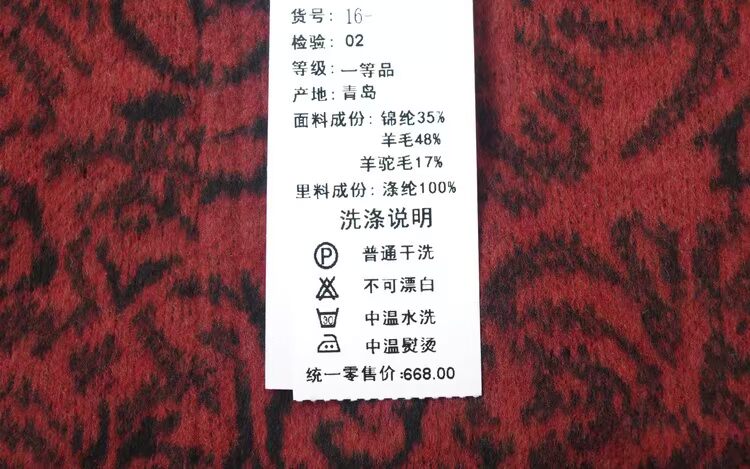 货号: 16-
检验: 02
等级: 一等品
产地: 青岛
面料成份: 锦纶35%
羊毛48%
羊驼毛17%
里料成份: 涤纶100%
洗涤说明
P 普通干洗
不可漂白
30 中温水洗
中温熨烫
统一零售价:668.00